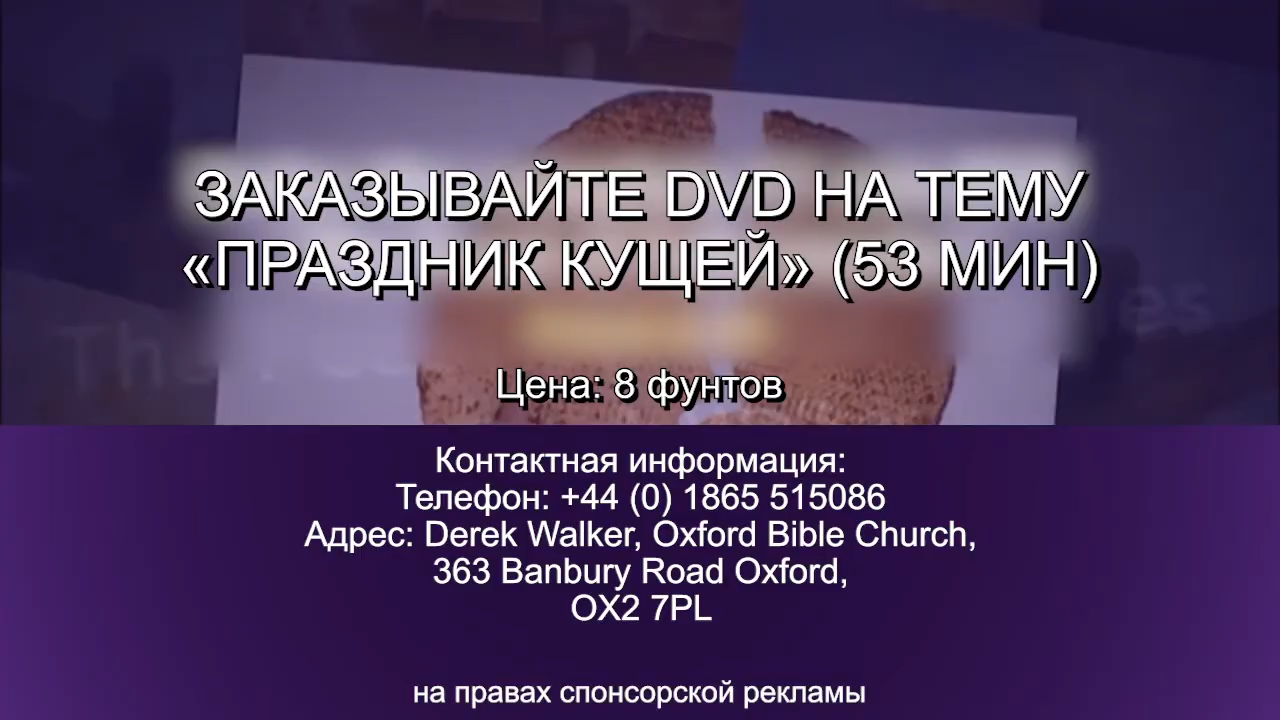 ЗАКАЗЫВАЙТЕ DVD НА ТЕМУ
«ПРАЗДНИК КУЩЕЙ» (53 МИН)
Цена: 8 фунтов
Контактная информация:
Телефон: +44 (0) 1865 515086
Адрес: Derek Walker, Oxford Bible Church,
363 Banbury Road Oxford,
OX2 7PL
на правах спонсорской рекламы